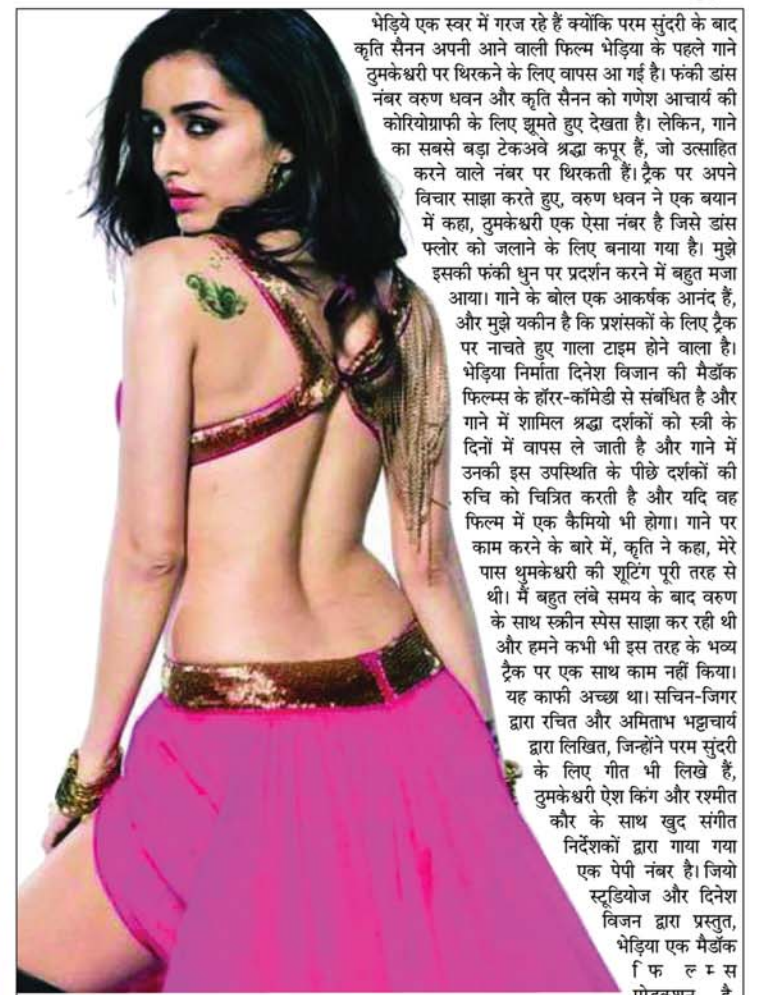 भेड़िये एक स्वर में गरज रहे हैं क्योंकि परम सुंदरी के बाद
कृति सैनन अपनी आने वाली फिल्म भेड़िया के पहले गाने
ठुमकेश्वरी पर थिरकने के लिए वापस आ गई है। फंकी डांस
नंबर वरुण धवन और कृति सैनन को गणेश आचार्य की
कोरियोग्राफी के लिए झूमते हुए देखता है। लेकिन, गाने
का सबसे बड़ा टेकअवे श्रद्धा कपूर हैं, जो उत्साहित
करने वाले नंबर पर थिरकती हैं। ट्रैक पर अपने
विचार साझा करते हुए, वरुण धवन ने एक बयान
में कहा, ठुमकेश्वरी एक ऐसा नंबर है जिसे डांस
फ्लोर को जलाने के लिए बनाया गया है। मुझे
इसकी फंकी धुन पर प्रदर्शन करने में बहुत मजा
आया। गाने के बोल एक आकर्षक आनंद हैं,
और मुझे यकीन है कि प्रशंसकों के लिए ट्रैक
पर नाचते हुए गाला टाइम होने वाला है।
भेड़िया निर्माता दिनेश विजान की मैडॉक
फिल्म्स के हॉरर-कॉमेडी से संबंधित है और
गाने में शामिल श्रद्धा दर्शकों को स्त्री के
दिनों में वापस ले जाती है और गाने में
उनकी इस उपस्थिति के पीछे दर्शकों की
रुचि को चित्रित करती है और यदि वह
फिल्म में एक कैमियो भी होगा। गाने पर
काम करने के बारे में, कृति ने कहा, मेरे
पास थुमकेश्वरी की शूटिंग पूरी तरह से
थी। मैं बहुत लंबे समय के बाद वरुण
के साथ स्क्रीन स्पेस साझा कर रही थी
और हमने कभी भी इस तरह के भव्य
ट्रैक पर एक साथ काम नहीं किया।
यह काफी अच्छा था। सचिन-जिगर
द्वारा रचित और अमिताभ भट्टाचार्य
द्वारा लिखित, जिन्होंने परम सुंदरी
के लिए गीत भी लिखे हैं,
ठुमकेश्वरी ऐश किंग और रश्मीत
कौर के साथ खुद संगीत
निर्देशकों द्वारा गाया गया
एक पेपी नंबर है। जियो
स्टूडियोज और दिनेश
विजन द्वारा प्रस्तुत,
भेड़िया एक मैडॉक
फिल्म्स